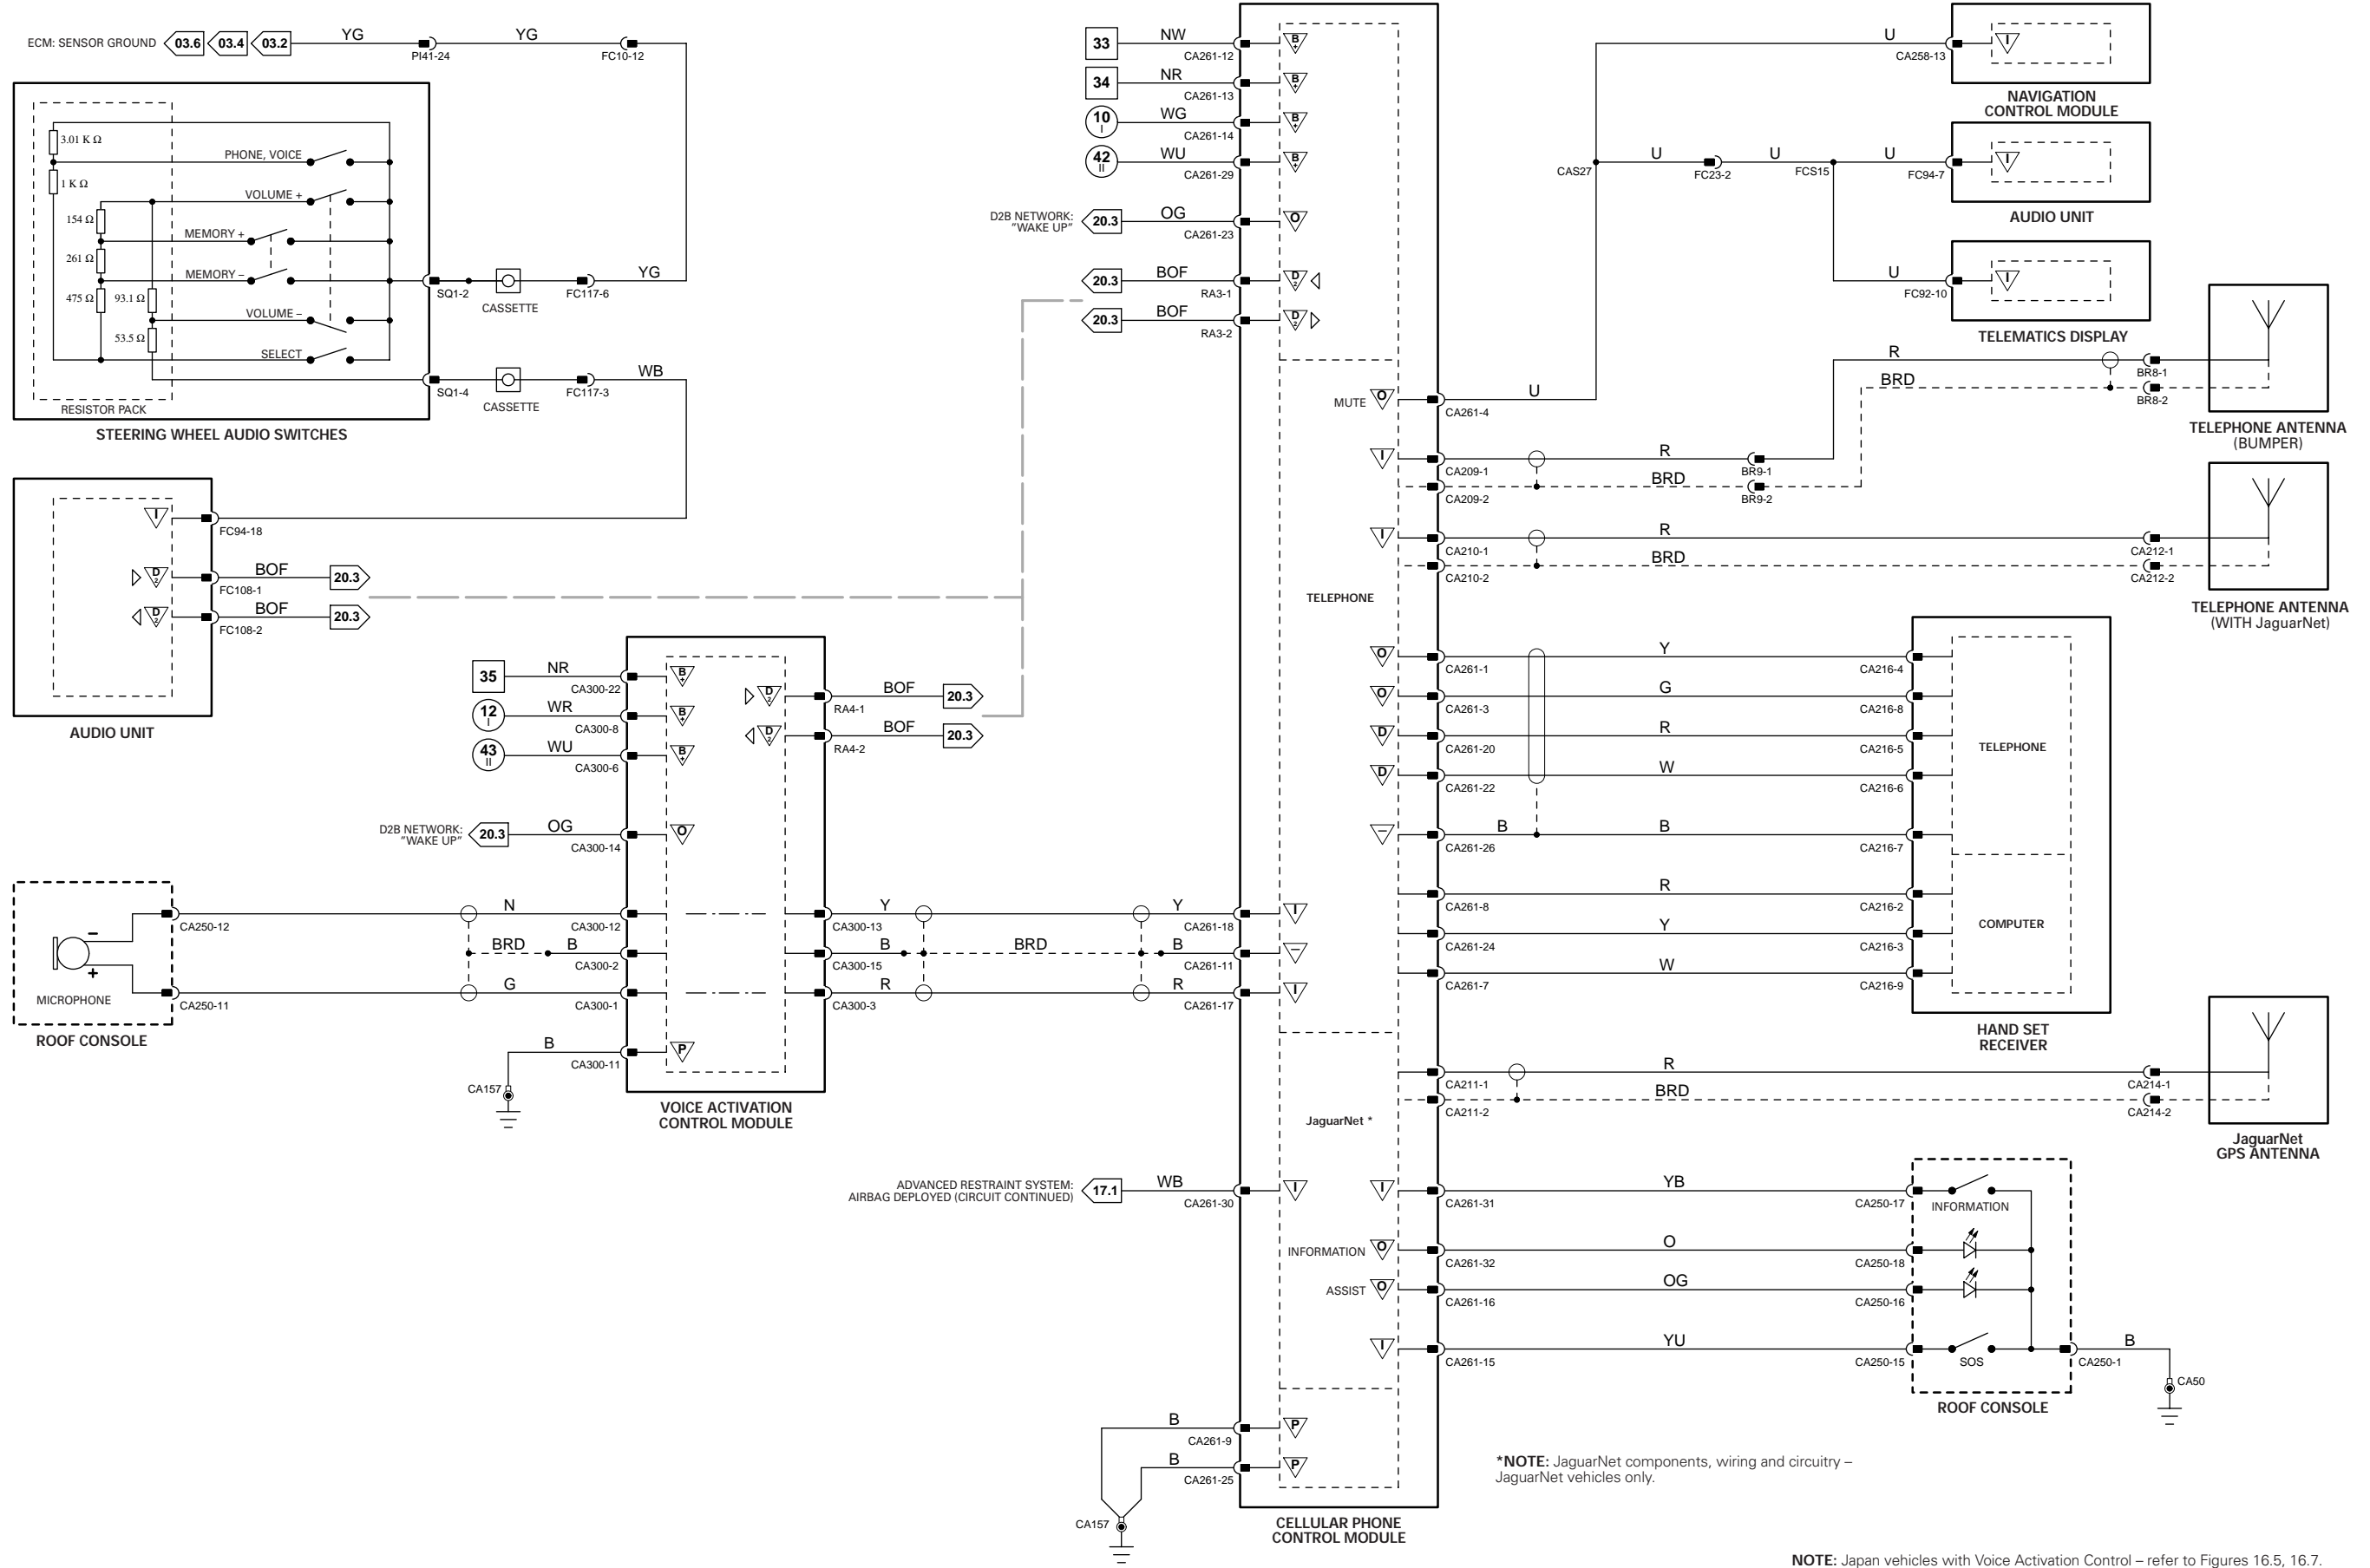 ECM: SENSOR GROUND 03.6 03.4 03.2 YG PI41-24 YG FC10-12
3.01 K Ω
1 K Ω
154 Ω
261 Ω
475 Ω
93.1 Ω
53.5 Ω
PHONE, VOICE
VOLUME +
MEMORY +
MEMORY –
VOLUME –
SELECT
RESISTOR PACK
STEERING WHEEL AUDIO SWITCHES
SQ1-2 CASSETTE FC117-6 YG
SQ1-4 CASSETTE FC117-3 WB
I FC94-18
D 2 FC108-1 BOF 20.3
D 2 FC108-2 BOF 20.3
AUDIO UNIT
35 NR CA300-22 B +
12 I WR CA300-8 B +
43 II WU CA300-6 B +
D2B NETWORK:
"WAKE UP"
20.3 OG CA300-14 O
D 2 RA4-1 BOF 20.3
D 2 RA4-2 BOF 20.3
– +
MICROPHONE
ROOF CONSOLE
CA250-12 N CA300-12
BRD B CA300-2
CA250-11 G CA300-1
B CA300-11 P
CA157
VOICE ACTIVATION
CONTROL MODULE
CA300-13 Y Y CA261-18 I
CA300-15 B BRD B CA261-11 –
CA300-3 R R CA261-17 I
33 NW CA261-12 B +
34 NR CA261-13 B +
10 I WG CA261-14 B +
42 II WU CA261-29 B +
D2B NETWORK:
"WAKE UP"
20.3 OG CA261-23 O
20.3 BOF RA3-1 D 2
20.3 BOF RA3-2 D 2
MUTE O CA261-4 U
CAS27 U FC23-2 U FCS15 U FC94-7 I
U CA258-13 I
NAVIGATION
CONTROL MODULE
AUDIO UNIT
U FC92-10 I
TELEMATICS DISPLAY
I CA209-1 R BR9-1 R BR8-1
CA209-2 BRD BR9-2 BRD BR8-2
TELEPHONE ANTENNA
(BUMPER)
I CA210-1 R CA212-1
CA210-2 BRD CA212-2
TELEPHONE ANTENNA
(WITH JaguarNet)
TELEPHONE
O CA261-1 Y CA216-4
O CA261-3 G CA216-8
D CA261-20 R CA216-5
D CA261-22 W CA216-6
– CA261-26 B B CA216-7
CA261-8 R CA216-2
CA261-24 Y CA216-3
CA261-7 W CA216-9
TELEPHONE
COMPUTER
HAND SET
RECEIVER
CA211-1 R CA214-1
CA211-2 BRD CA214-2
JaguarNet
GPS ANTENNA
JaguarNet *
ADVANCED RESTRAINT SYSTEM:
AIRBAG DEPLOYED (CIRCUIT CONTINUED)
17.1 WB CA261-30 I
I CA261-31 YB CA250-17 INFORMATION
INFORMATION O CA261-32 O CA250-18
ASSIST O CA261-16 OG CA250-16
I CA261-15 YU CA250-15 SOS CA250-1 B
CA50
ROOF CONSOLE
B CA261-9 P
B CA261-25 P
CA157
CELLULAR PHONE
CONTROL MODULE
*NOTE: JaguarNet components, wiring and circuitry –
JaguarNet vehicles only.
NOTE: Japan vehicles with Voice Activation Control – refer to Figures 16.5, 16.7.